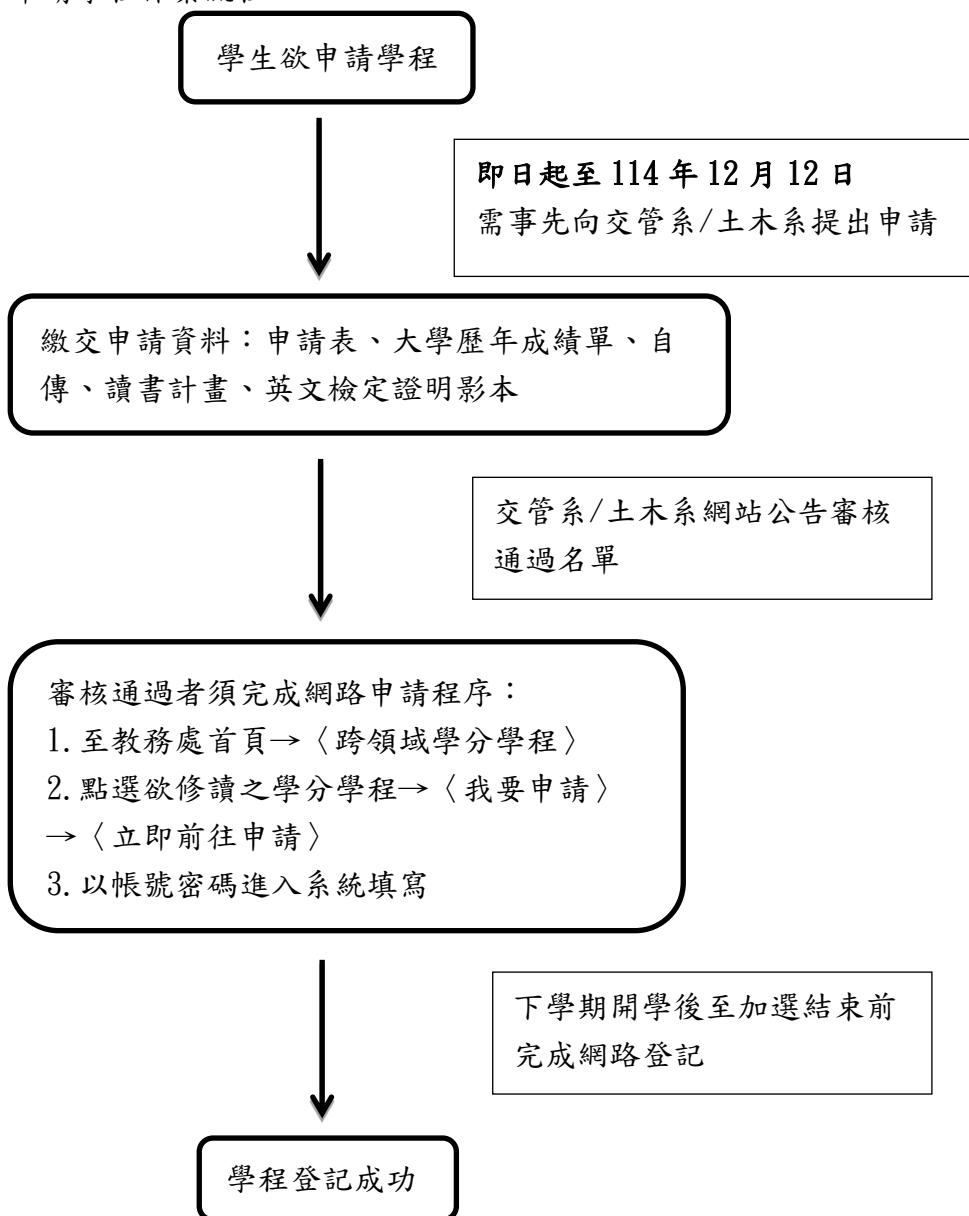 學生欲申請學程
即日起至 114 年 12 月 12 日
需事先向交管系/土木系提出申請
繳交申請資料：申請表、大學歷年成績單、自
傳、讀書計畫、英文檢定證明影本
交管系/土木系網站公告審核
通過名單
審核通過者須完成網路申請程序：
1.至教務處首頁→〈跨領域學分學程〉
2.點選欲修讀之學分學程→〈我要申請〉
→〈立即前往申請〉
3.以帳號密碼進入系統填寫
下學期開學後至加選結束前
完成網路登記
學程登記成功